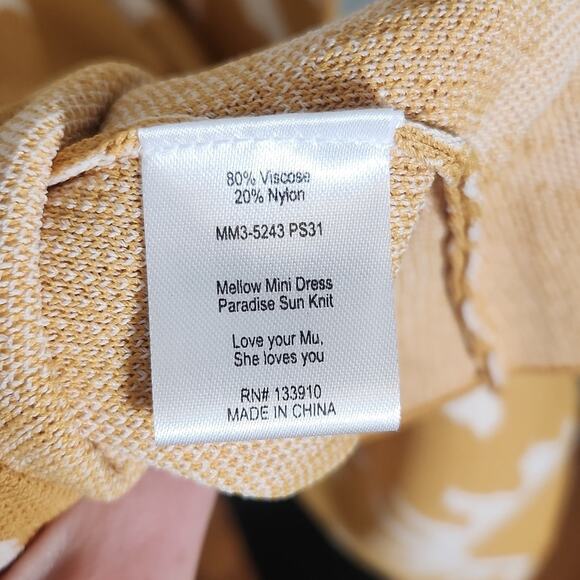 80% Viscose
20% Nylon
MM3-5243 PS31
Mellow Mini Dress
Paradise Sun Knit
Love your Mu,
She loves you
RN# 133910
MADE IN CHINA